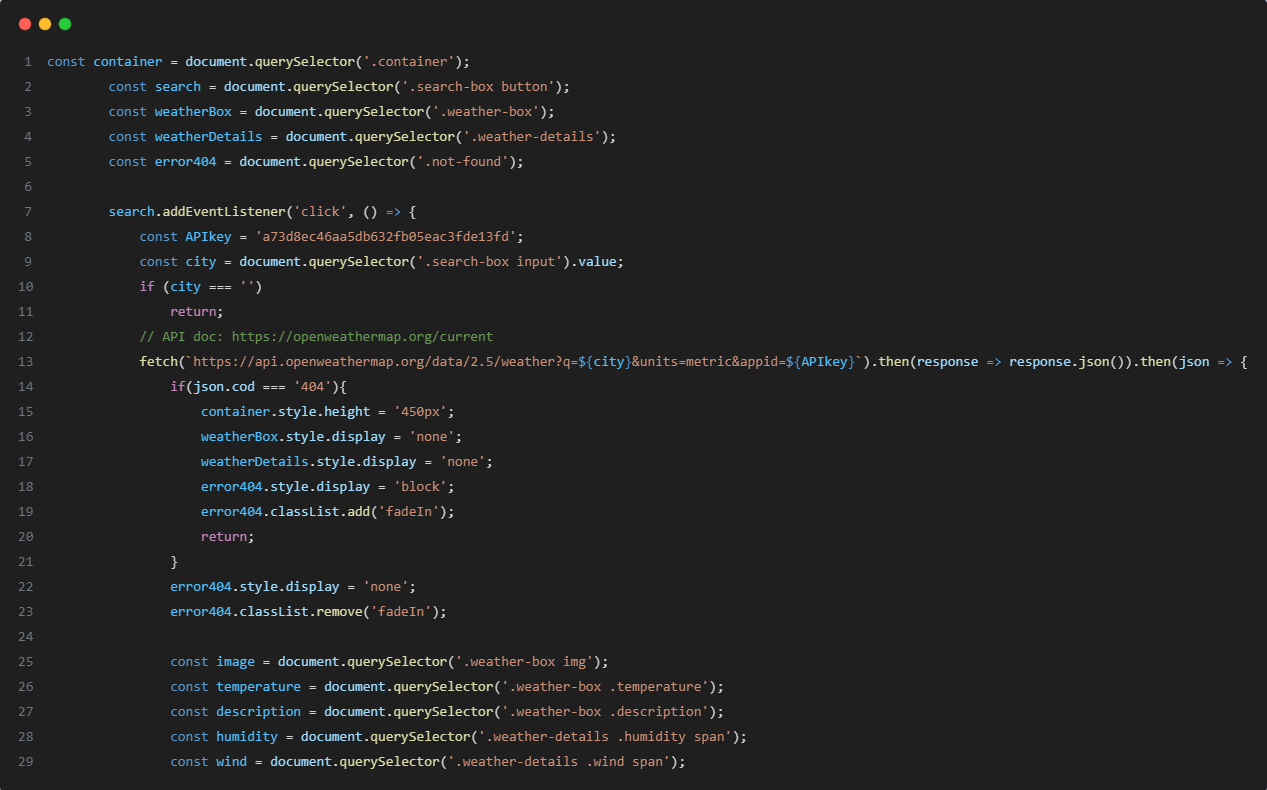 1 const container = document.querySelector('.container');
2 const search = document.querySelector('.search-box button');
3 const weatherBox = document.querySelector('.weather-box');
4 const weatherDetails = document.querySelector('.weather-details');
5 const error404 = document.querySelector('.not-found');
6
7 search.addEventListener('click', () => {
8 const APIkey = 'a73d8ec46aa5db632fb05eac3fde13fd';
9 const city = document.querySelector('.search-box input').value;
10 if (city === '')
11 return;
12 // API doc: https://openweathermap.org/current
13 fetch(`https://api.openweathermap.org/data/2.5/weather?q=${city}&units=metric&appid=${APIkey}`).then(response => response.json()).then(json => {
14 if(json.cod === '404'){
15 container.style.height = '450px';
16 weatherBox.style.display = 'none';
17 weatherDetails.style.display = 'none';
18 error404.style.display = 'block';
19 error404.classList.add('fadeIn');
20 return;
21 }
22 error404.style.display = 'none';
23 error404.classList.remove('fadeIn');
24
25 const image = document.querySelector('.weather-box img');
26 const temperature = document.querySelector('.weather-box .temperature');
27 const description = document.querySelector('.weather-box .description');
28 const humidity = document.querySelector('.weather-details .humidity span');
29 const wind = document.querySelector('.weather-details .wind span');